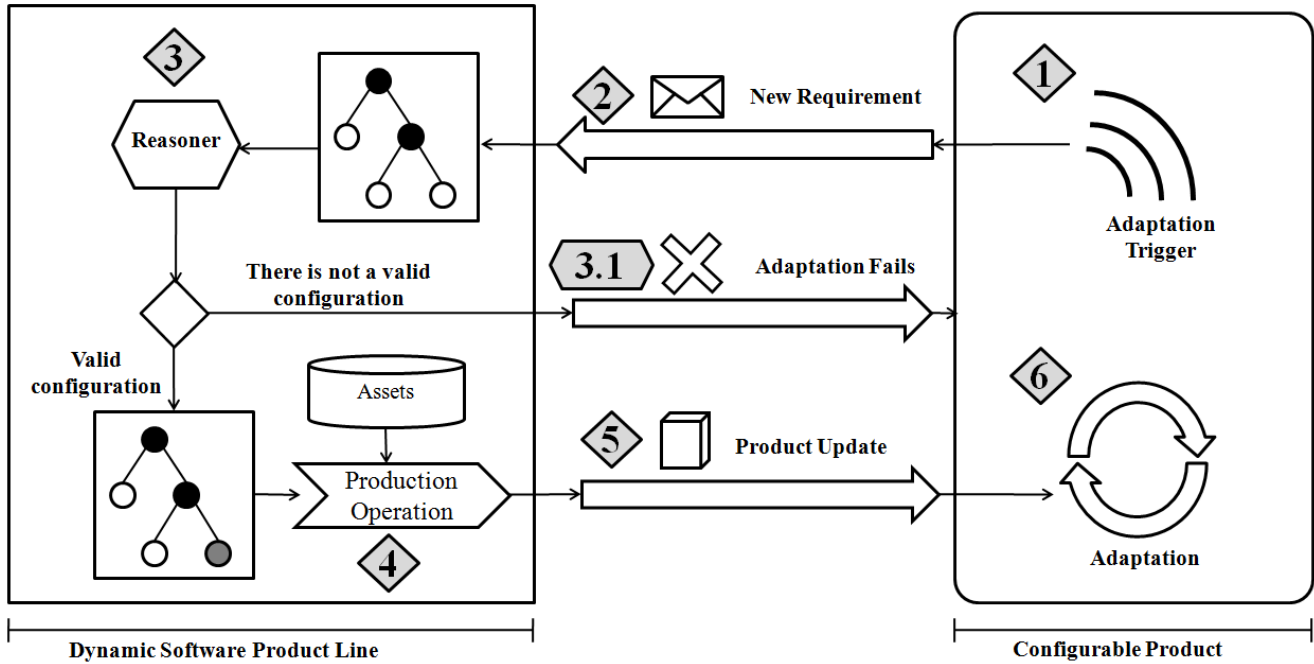 3
2
New Requirement
1
Reasoner
Adaptation
Trigger
There is not a valid
configuration
3.1
Adaptation Fails
Valid
configuration
Assets
6
5
Product Update
Production
Operation
4
Adaptation
Dynamic Software Product Line
Configurable Product